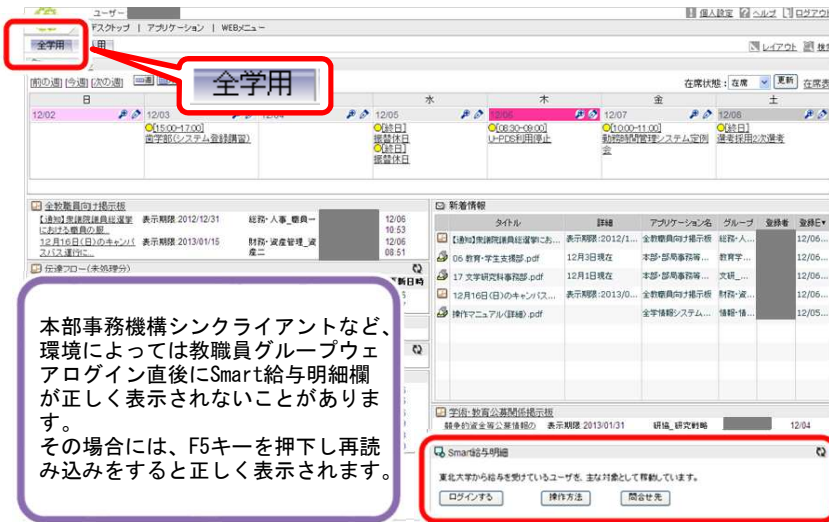 ユーザー
個人設定 ヘルプ ログアウト
デスクトップ | アプリケーション | WEBメニュー
全学用
用
レイアウト
全学用
[前の週] [今週] [次の週]
在席状態：在席 更新 在席表
日 水 木 金 土
12/02 12/03 12/04 12/05 12/06 12/07 12/08
[15:00-17:00]
歯学部(システム登録講習)
[終日]
振替休日
[終日]
振替休日
[08:30-09:00]
U-PDS利用停止
[10:00-11:00]
勤務時間管理システム定例会
[終日]
選考採用2次選考
全教職員向け掲示板
【通知】衆議院議員総選挙における職員の服... 表示期限 2012/12/31 総務・人事_職員一 12/06 10:53
12月16日(日)のキャンパスバス運行に... 表示期限 2013/01/15 財務・資産管理_資産二 12/06 08:51
伝達フロー(未処理分)
新日時
新着情報
タイトル 詳細 アプリケーション名 グループ 登録者 登録日▼
【通知】衆議院議員総選挙にお... 表示期限:2012/1... 全教職員向け掲示板 総務・人... 12/06...
06 教育・学生支援部.pdf 12月3日現在 本部・部局事務等... 教育学... 12/06...
17 文学研究科事務部.pdf 12月1日現在 本部・部局事務等... 文研_... 12/06...
12月16日(日)のキャンパス... 表示期限:2013/0... 全教職員向け掲示板 財務・資... 12/06...
操作マニュアル(詳細).pdf 全学情報システム... 情報・情... 12/05...
本部事務機構シンクライアントなど、
環境によっては教職員グループウェ
アログイン直後にSmart給与明細欄
が正しく表示されないことがありま
す。
その場合には、F5キーを押下し再読
み込みをすると正しく表示されます。
学術・教育公募関係掲示板
競争的資金等公募情報の 表示期限 2013/01/31 研協_研究戦略 12/04
Smart給与明細
東北大学から給与を受けているユーザを、主な対象として稼動しています。
ログインする 操作方法 問合せ先